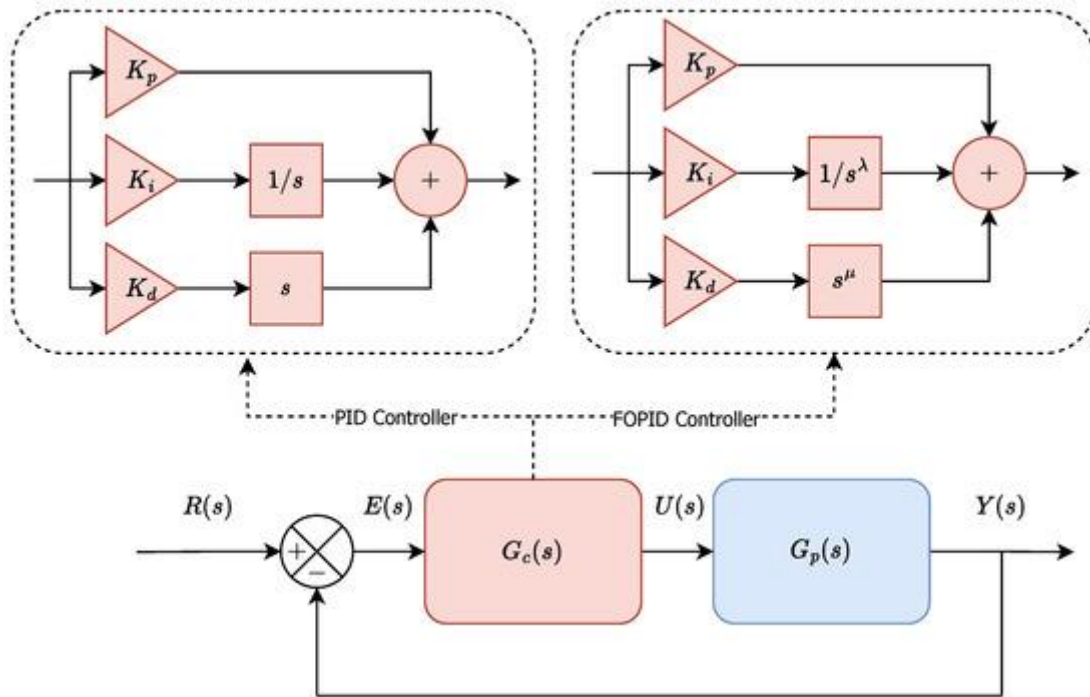 K_p
K_i
1/s
+
K_d
s
K_p
K_i
1/s^λ
+
K_d
s^μ
PID Controller
FOPID Controller
R(s)
+
−
E(s)
G_c(s)
U(s)
G_p(s)
Y(s)